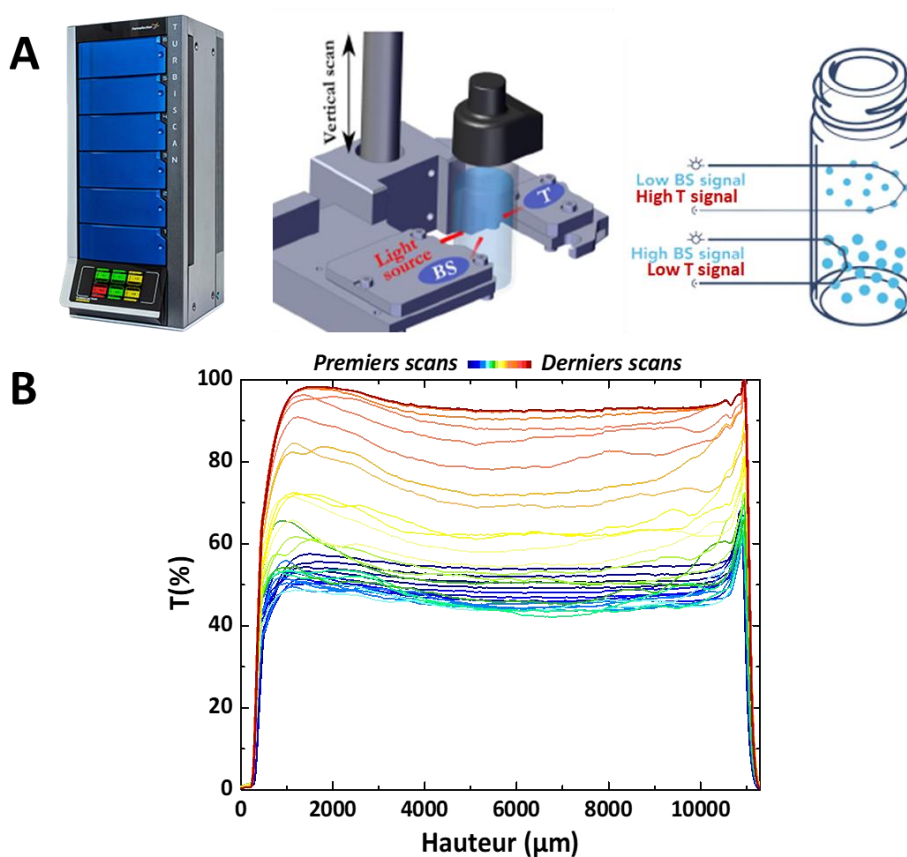 A
TURBISCAN
Vertical scan
T
Light
source
BS
Low BS signal
High T signal
High BS signal
Low T signal
B
Premiers scans
Derniers scans
100
80
60
40
20
0
T(%)
0
2000
4000
6000
8000
10000
Hauteur (µm)